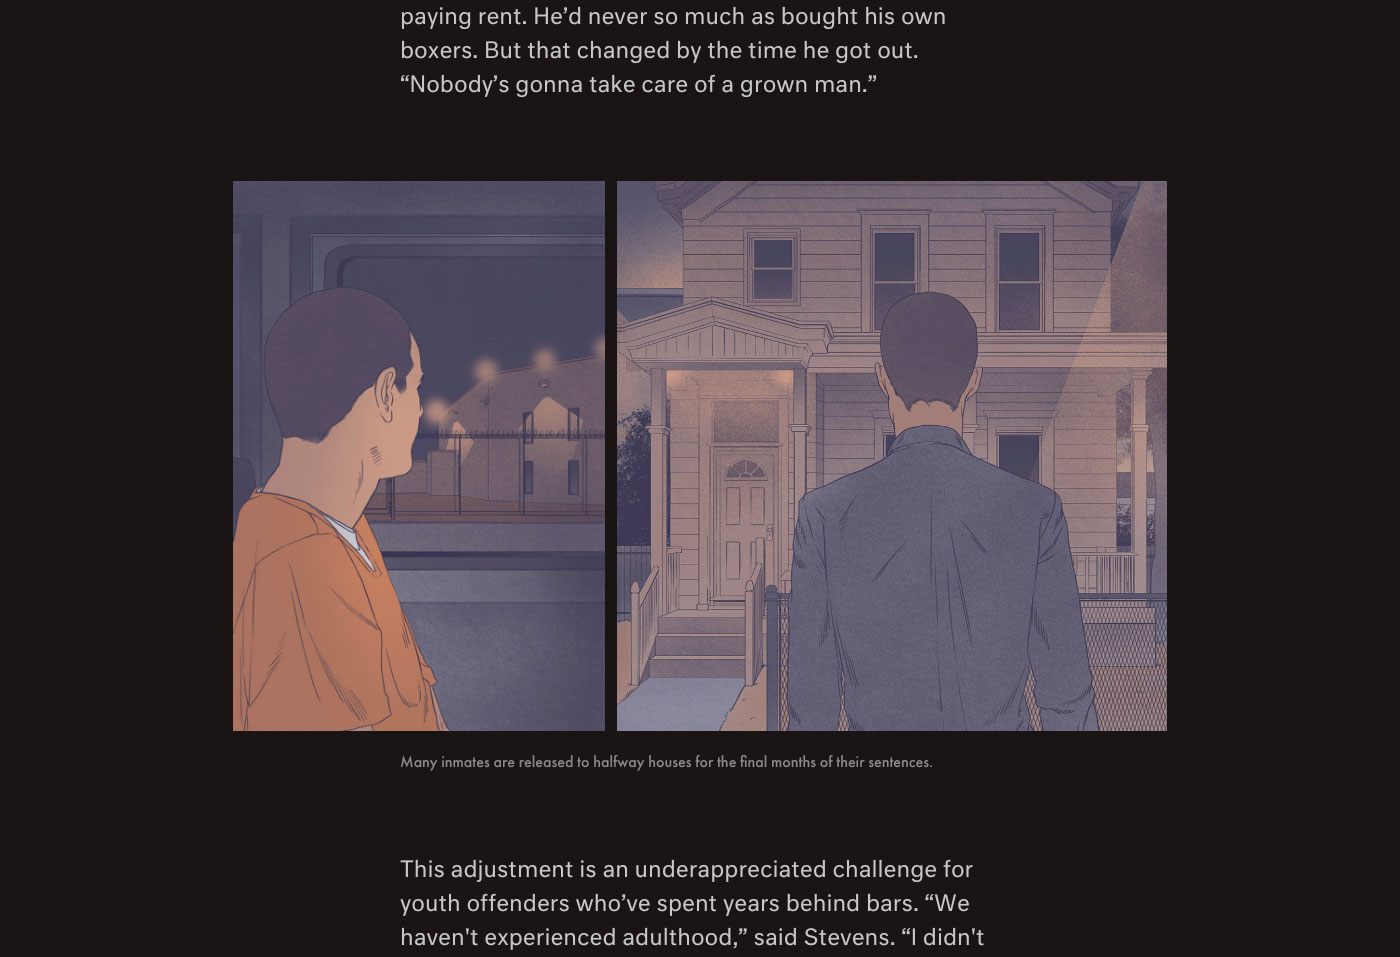 paying rent. He’d never so much as bought his own
boxers. But that changed by the time he got out.
“Nobody’s gonna take care of a grown man.”
Many inmates are released to halfway houses for the final months of their sentences.
This adjustment is an underappreciated challenge for
youth offenders who’ve spent years behind bars. “We
haven't experienced adulthood,” said Stevens. “I didn't